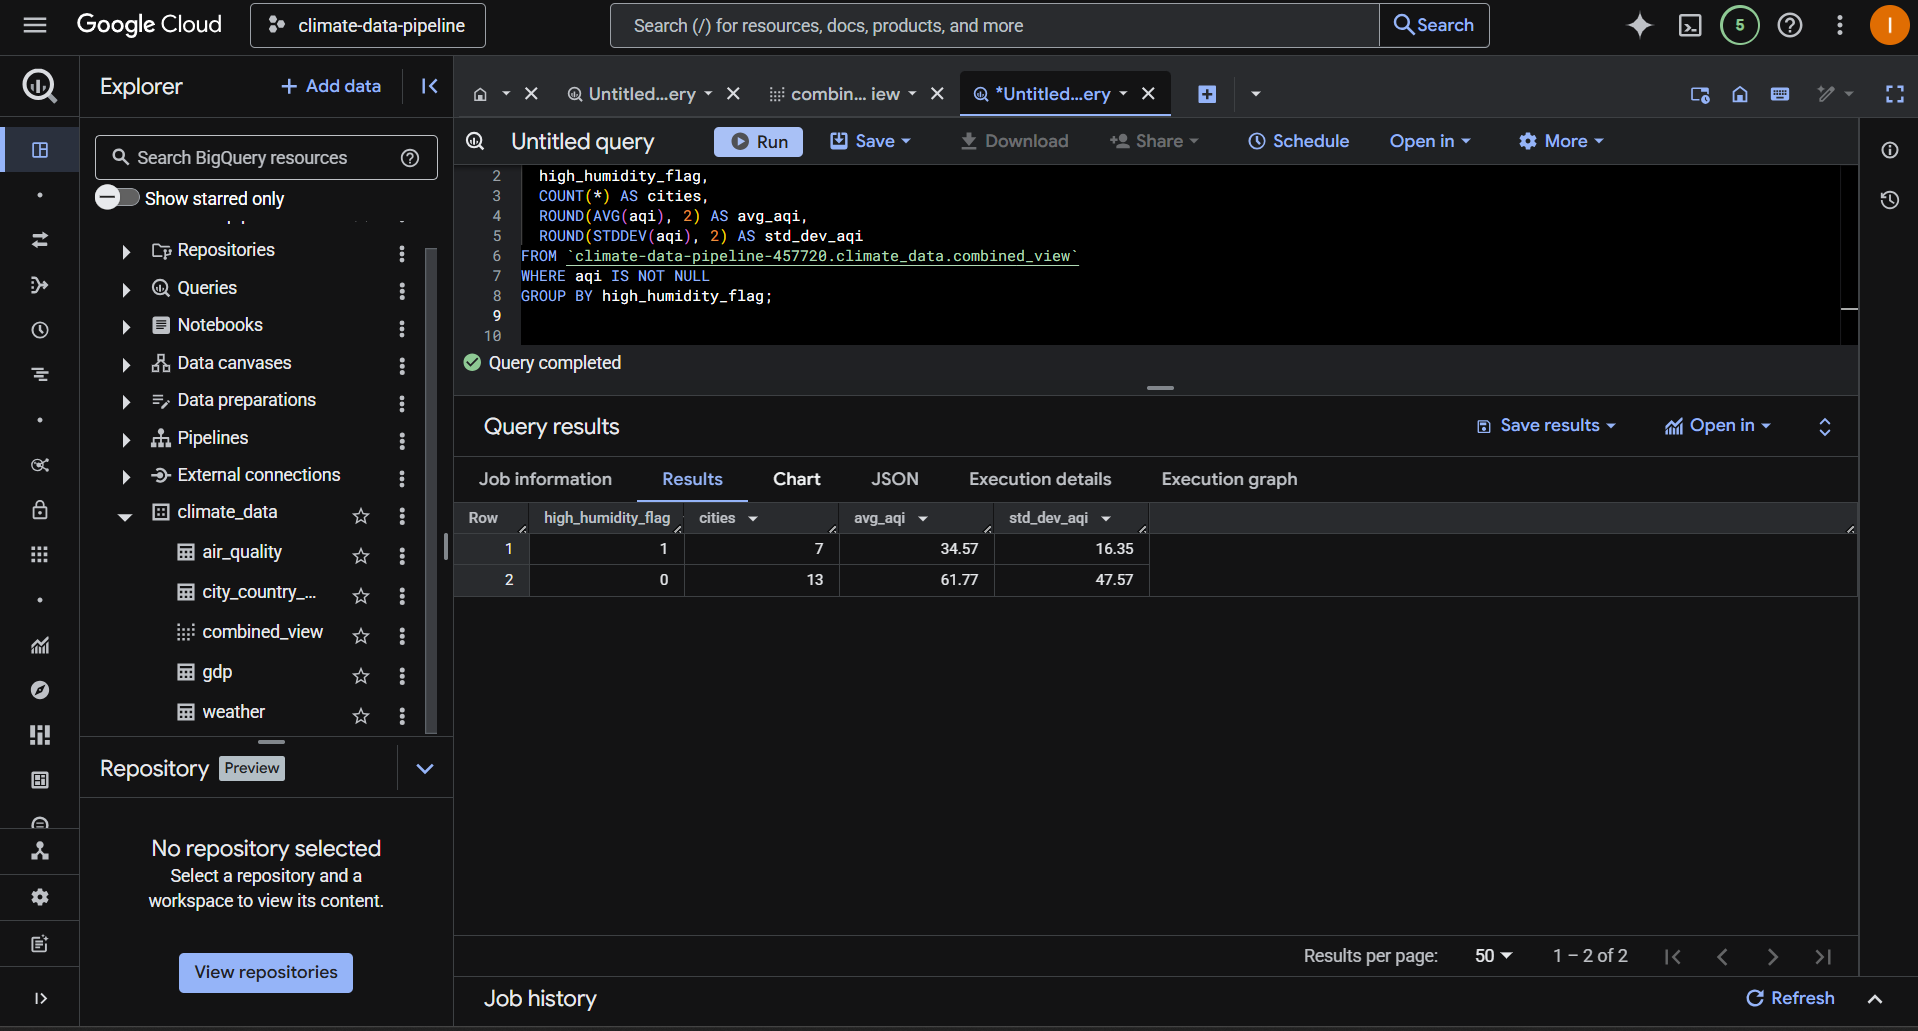 Google Cloud
climate-data-pipeline
Search (/) for resources, docs, products, and more
Search
5
I
Explorer
+ Add data
Untitled...ery
combin... iew
*Untitled...ery
Search BigQuery resources
Show starred only
Repositories
Queries
Notebooks
Data canvases
Data preparations
Pipelines
External connections
climate_data
air_quality
city_country_...
combined_view
gdp
weather
Repository Preview
No repository selected
Select a repository and a
workspace to view its content.
View repositories
Untitled query
Run
Save
Download
Share
Schedule
Open in
More
2 high_humidity_flag,
3 COUNT(*) AS cities,
4 ROUND(AVG(aqi), 2) AS avg_aqi,
5 ROUND(STDDEV(aqi), 2) AS std_dev_aqi
6 FROM `climate-data-pipeline-457720.climate_data.combined_view`
7 WHERE aqi IS NOT NULL
8 GROUP BY high_humidity_flag;
9
10
Query completed
Query results
Save results
Open in
Job information Results Chart JSON Execution details Execution graph
Row high_humidity_flag cities avg_aqi std_dev_aqi
1 1 7 34.57 16.35
2 0 13 61.77 47.57
Results per page: 50 1 – 2 of 2
Job history
Refresh